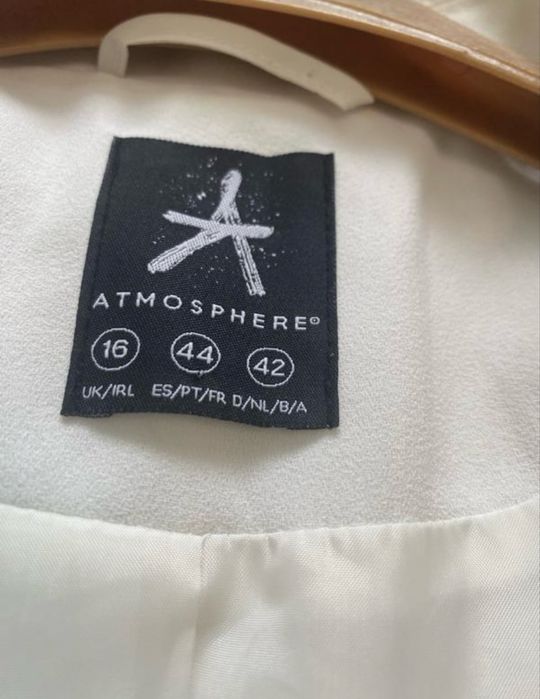 ATMOSPHERE®
16 44 42
UK/IRL ES/PT/FR D/NL/B/A